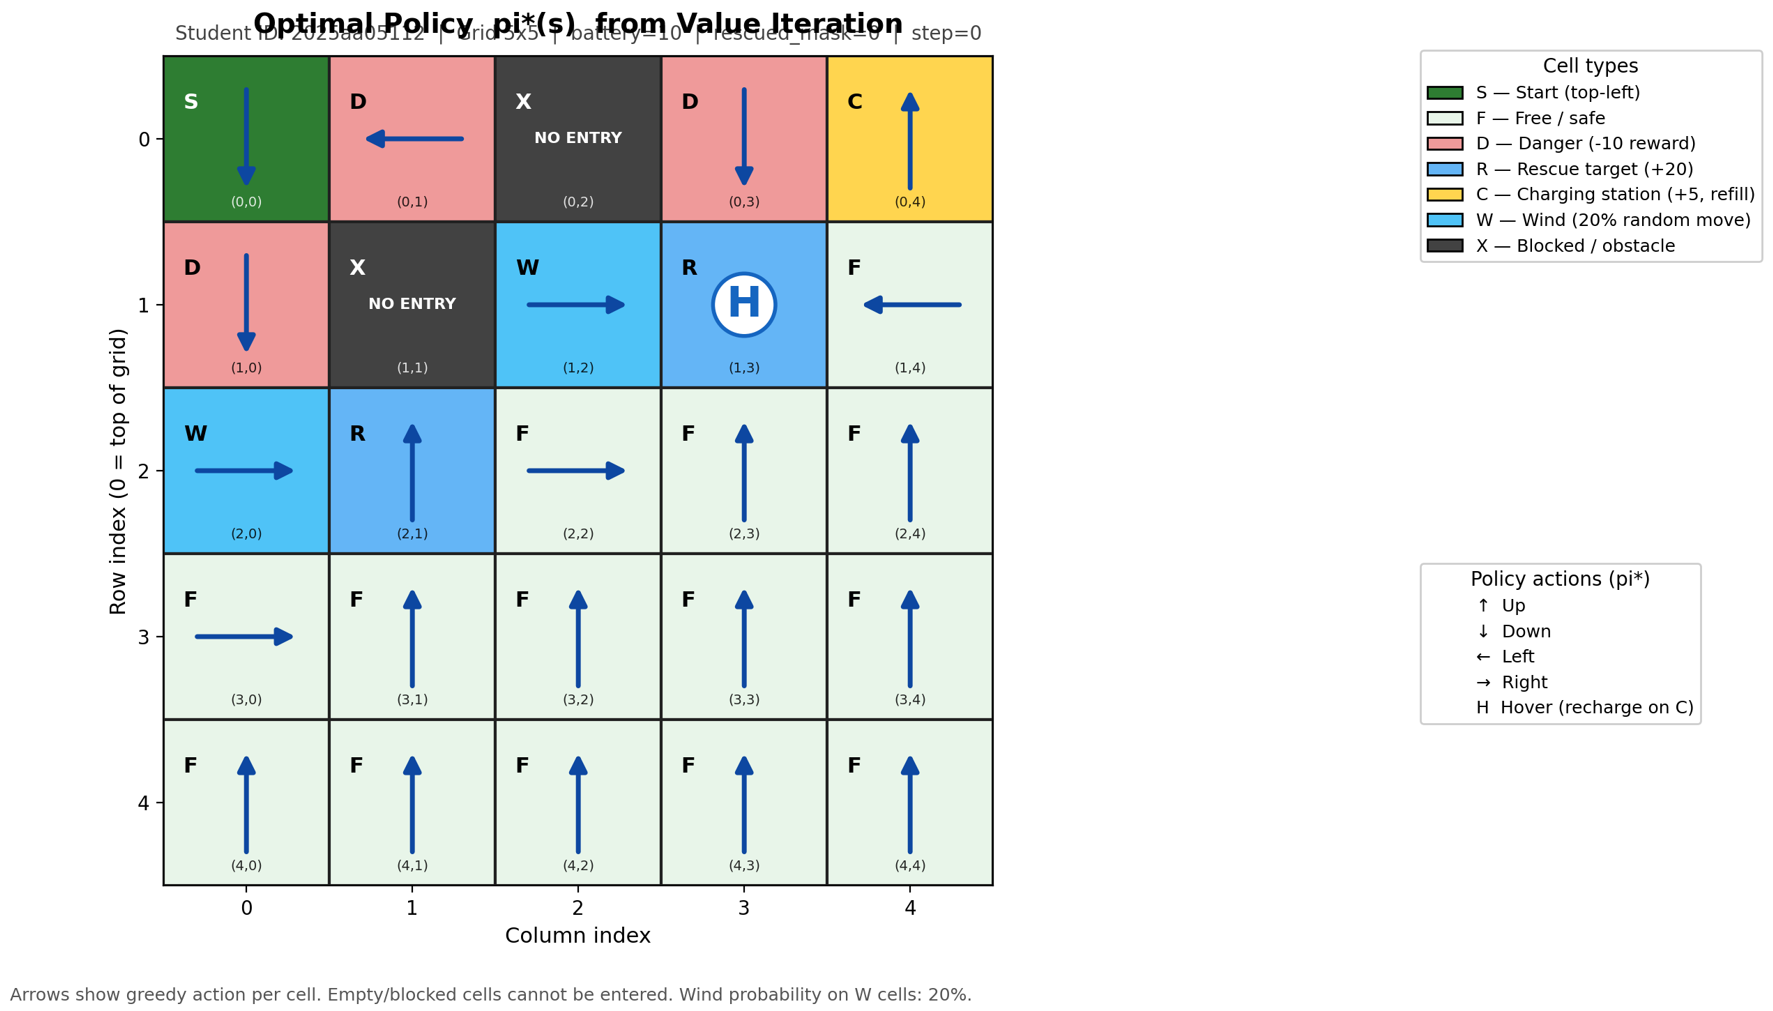 Optimal Policy  pi*(s)  from Value Iteration
Student ID: 2025aa05112  |  Grid 5x5  |  battery=10  |  rescued_mask=0  |  step=0
S D X D C
NO ENTRY
0
(0,0) (0,1) (0,2) (0,3) (0,4)
D X W R F
NO ENTRY H
1
(1,0) (1,1) (1,2) (1,3) (1,4)
W R F F F
2
(2,0) (2,1) (2,2) (2,3) (2,4)
F F F F F
3
(3,0) (3,1) (3,2) (3,3) (3,4)
F F F F F
4
(4,0) (4,1) (4,2) (4,3) (4,4)
0 1 2 3 4
Column index
Row index (0 = top of grid)
Cell types
S — Start (top-left)
F — Free / safe
D — Danger (-10 reward)
R — Rescue target (+20)
C — Charging station (+5, refill)
W — Wind (20% random move)
X — Blocked / obstacle
Policy actions (pi*)
↑ Up
↓ Down
← Left
→ Right
H Hover (recharge on C)
Arrows show greedy action per cell. Empty/blocked cells cannot be entered. Wind probability on W cells: 20%.